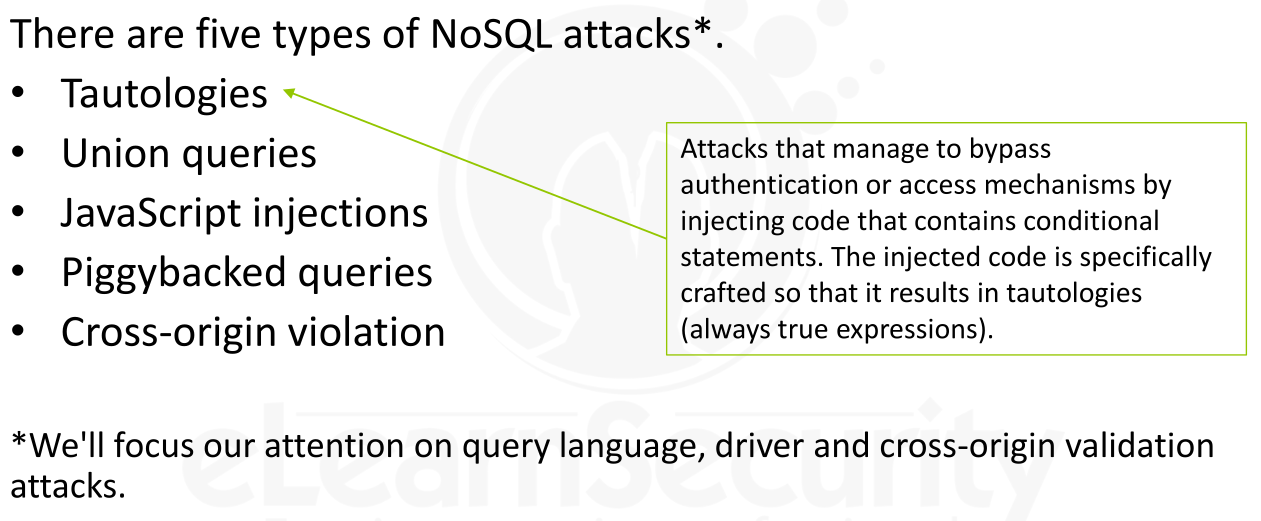 There are five types of NoSQL attacks*.
• Tautologies
• Union queries
• JavaScript injections
• Piggybacked queries
• Cross-origin violation
Attacks that manage to bypass
authentication or access mechanisms by
injecting code that contains conditional
statements. The injected code is specifically
crafted so that it results in tautologies
(always true expressions).
*We'll focus our attention on query language, driver and cross-origin validation
attacks.
eLearnSecurity